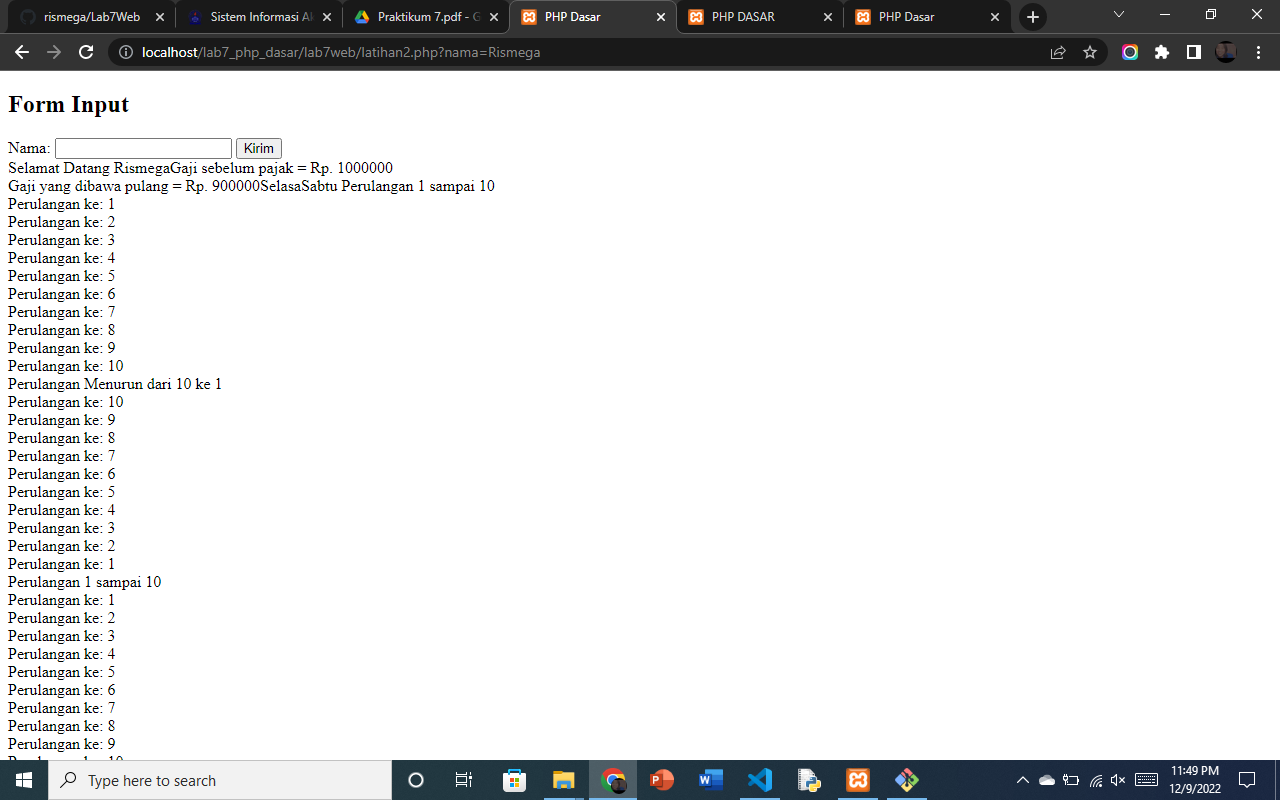 rismega/Lab7Web
Sistem Informasi Al
Praktikum 7.pdf - G
PHP Dasar
PHP DASAR
PHP Dasar
localhost/lab7_php_dasar/lab7web/latihan2.php?nama=Rismega
Form Input
Nama: Kirim
Selamat Datang RismegaGaji sebelum pajak = Rp. 1000000
Gaji yang dibawa pulang = Rp. 900000SelasaSabtu Perulangan 1 sampai 10
Perulangan ke: 1
Perulangan ke: 2
Perulangan ke: 3
Perulangan ke: 4
Perulangan ke: 5
Perulangan ke: 6
Perulangan ke: 7
Perulangan ke: 8
Perulangan ke: 9
Perulangan ke: 10
Perulangan Menurun dari 10 ke 1
Perulangan ke: 10
Perulangan ke: 9
Perulangan ke: 8
Perulangan ke: 7
Perulangan ke: 6
Perulangan ke: 5
Perulangan ke: 4
Perulangan ke: 3
Perulangan ke: 2
Perulangan ke: 1
Perulangan 1 sampai 10
Perulangan ke: 1
Perulangan ke: 2
Perulangan ke: 3
Perulangan ke: 4
Perulangan ke: 5
Perulangan ke: 6
Perulangan ke: 7
Perulangan ke: 8
Perulangan ke: 9
Type here to search
11:49 PM
12/9/2022